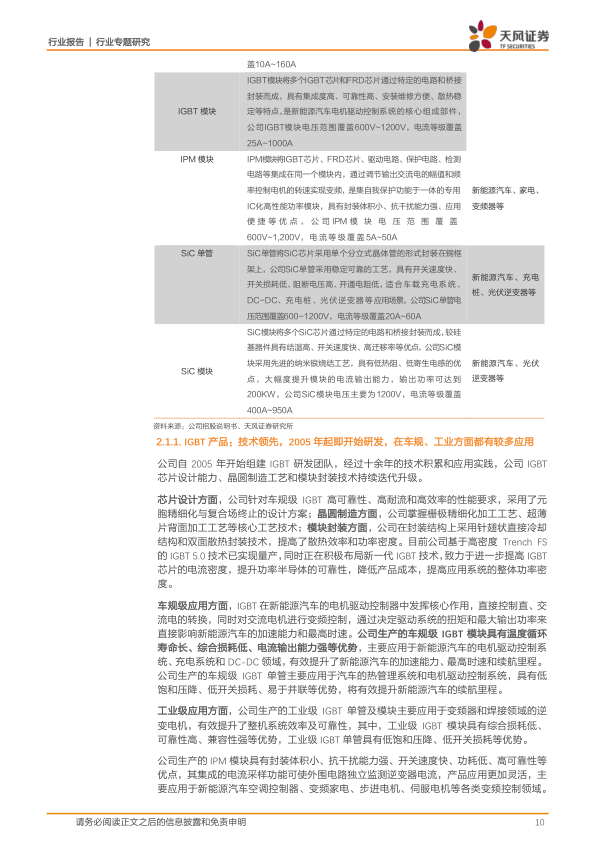 行业报告 | 行业专题研究
天风证券
TF SECURITIES
盖10A~160A
IGBT模块将多个IGBT芯片和FRD芯片通过特定的电路和桥接
封装而成，具有集成度高、可靠性高、安装维修方便、散热稳
IGBT 模块
定等特点，是新能源汽车电机驱动控制系统的核心组成部件，
公司IGBT模块电压范围覆盖600V~1200V，电流等级覆盖
25A~1000A
IPM 模块
IPM模块将IGBT芯片、FRD芯片、驱动电路、保护电路、检测
电路等集成在同一个模块内，通过调节输出交流电的幅值和频
率控制电机的转速实现变频，是集自我保护功能于一体的专用
新能源汽车、家电、
IC化高性能功率模块，具有封装体积小、抗干扰能力强、应用
变频器等
便捷等优点，公司IPM模块电压范围覆盖
600V~1,200V，电流等级覆盖5A~50A
SiC 单管
SiC单管将SiC芯片采用单个分立式晶体管的形式封装在铜框
架上，公司SiC单管采用稳定可靠的工艺，具有开关速度快、
新能源汽车、充电
开关损耗低、阻断电压高、开通电阻低，适合车载充电系统、
桩、光伏逆变器等
DC-DC、充电桩、光伏逆变器等应用场景，公司SiC单管电
压范围覆盖600~1200V，电流等级覆盖20A~60A
SiC模块将多个SiC芯片通过特定的电路和桥接封装而成，较硅
基器件具有结温高、开关速度快、高迁移率等优点，公司SiC模
SiC 模块
块采用先进的纳米银烧结工艺，具有低热阻、低寄生电感的优
新能源汽车、光伏
点，大幅度提升模块的电流输出能力，输出功率可达到
逆变器等
200KW，公司SiC模块电压主要为1200V，电流等级覆盖
400A~950A
资料来源：公司招股说明书、天风证券研究所
2.1.1. IGBT 产品：技术领先，2005 年起即开始研发，在车规、工业方面都有较多应用
公司自 2005 年开始组建 IGBT 研发团队，经过十余年的技术积累和应用实践，公司 IGBT
芯片设计能力、晶圆制造工艺和模块封装技术持续迭代升级。
芯片设计方面，公司针对车规级 IGBT 高可靠性、高耐流和高效率的性能要求，采用了元
胞精细化与复合场终止的设计方案；晶圆制造方面，公司掌握栅极精细化加工工艺、超薄
片背面加工工艺等核心工艺技术；模块封装方面，公司在封装结构上采用针翅状直接冷却
结构和双面散热封装技术，提高了散热效率和功率密度。目前公司基于高密度 Trench FS
的 IGBT 5.0 技术已实现量产，同时正在积极布局新一代 IGBT 技术，致力于进一步提高 IGBT
芯片的电流密度，提升功率半导体的可靠性，降低产品成本，提高应用系统的整体功率密
度。
车规级应用方面，IGBT 在新能源汽车的电机驱动控制器中发挥核心作用，直接控制直、交
流电的转换，同时对交流电机进行变频控制，通过决定驱动系统的扭矩和最大输出功率来
直接影响新能源汽车的加速能力和最高时速。公司生产的车规级 IGBT 模块具有温度循环
寿命长、综合损耗低、电流输出能力强等优势，主要应用于新能源汽车的电机驱动控制系
统、充电系统和 DC-DC 领域，有效提升了新能源汽车的加速能力、最高时速和续航里程。
公司生产的车规级 IGBT 单管主要应用于汽车的热管理系统和电机驱动控制系统，具有低
饱和压降、低开关损耗、易于并联等优势，将有效提升新能源汽车的续航里程。
工业级应用方面，公司生产的工业级 IGBT 单管及模块主要应用于变频器和焊接领域的逆
变电机，有效提升了整机系统效率及可靠性，其中，工业级 IGBT 模块具有综合损耗低、
可靠性高、兼容性强等优势，工业级 IGBT 单管具有低饱和压降、低开关损耗等优势。
公司生产的 IPM 模块具有封装体积小、抗干扰能力强、开关速度快、功耗低、高可靠性等
优点，其集成的电流采样功能可使外围电路独立监测逆变器电流，产品应用更加灵活，主
要应用于新能源汽车空调控制器、变频家电、步进电机、伺服电机等各类变频控制领域。
请务必阅读正文之后的信息披露和免责申明
10